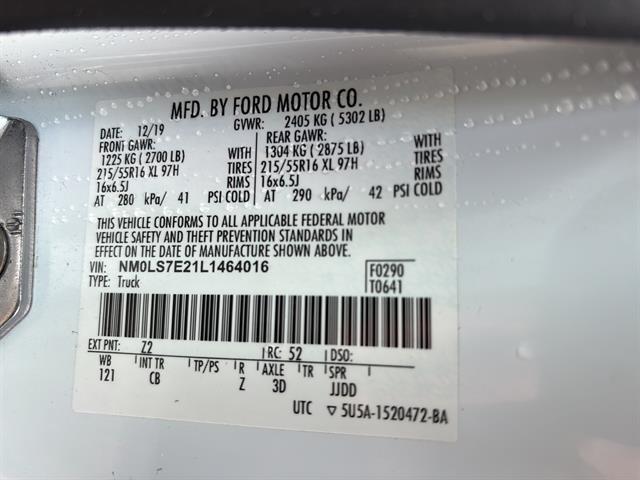 MFD. BY FORD MOTOR CO.
DATE: 12/19 GVWR: 2405 KG ( 5302 LB)
FRONT GAWR: REAR GAWR:
1225 KG ( 2700 LB) WITH 1304 KG ( 2875 LB) WITH
215/55R16 XL 97H TIRES 215/55R16 XL 97H TIRES
16x6.5J RIMS 16x6.5J RIMS
AT 280 kPa/ 41 PSI COLD AT 290 kPa/ 42 PSI COLD
THIS VEHICLE CONFORMS TO ALL APPLICABLE FEDERAL MOTOR
VEHICLE SAFETY AND THEFT PREVENTION STANDARDS IN
EFFECT ON THE DATE OF MANUFACTURE SHOWN ABOVE.
VIN: NM0LS7E21L1464016 F0290
TYPE: Truck T0641
EXT PNT: Z2 RC: 52 DSO:
WB INT TR TP/PS R AXLE TR SPR
121 CB Z 3D JJDD
UTC ▽ 5U5A-1520472-BA